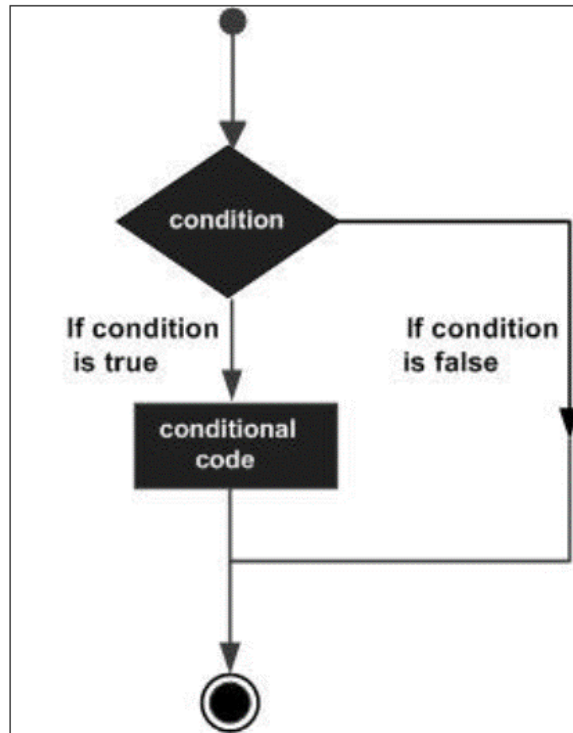 condition
If condition
is true
If condition
is false
conditional
code